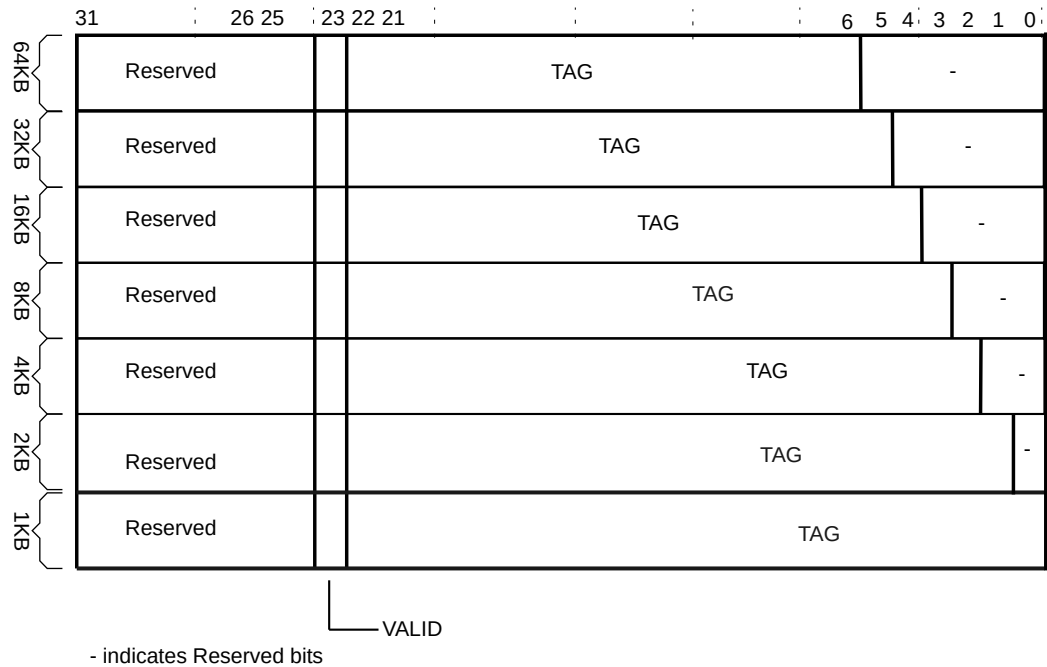 31 26 25 23 22 21 6 5 4 3 2 1 0
64KB Reserved TAG -
32KB Reserved TAG -
16KB Reserved TAG -
8KB Reserved TAG -
4KB Reserved TAG -
2KB Reserved TAG -
1KB Reserved TAG
VALID
- indicates Reserved bits